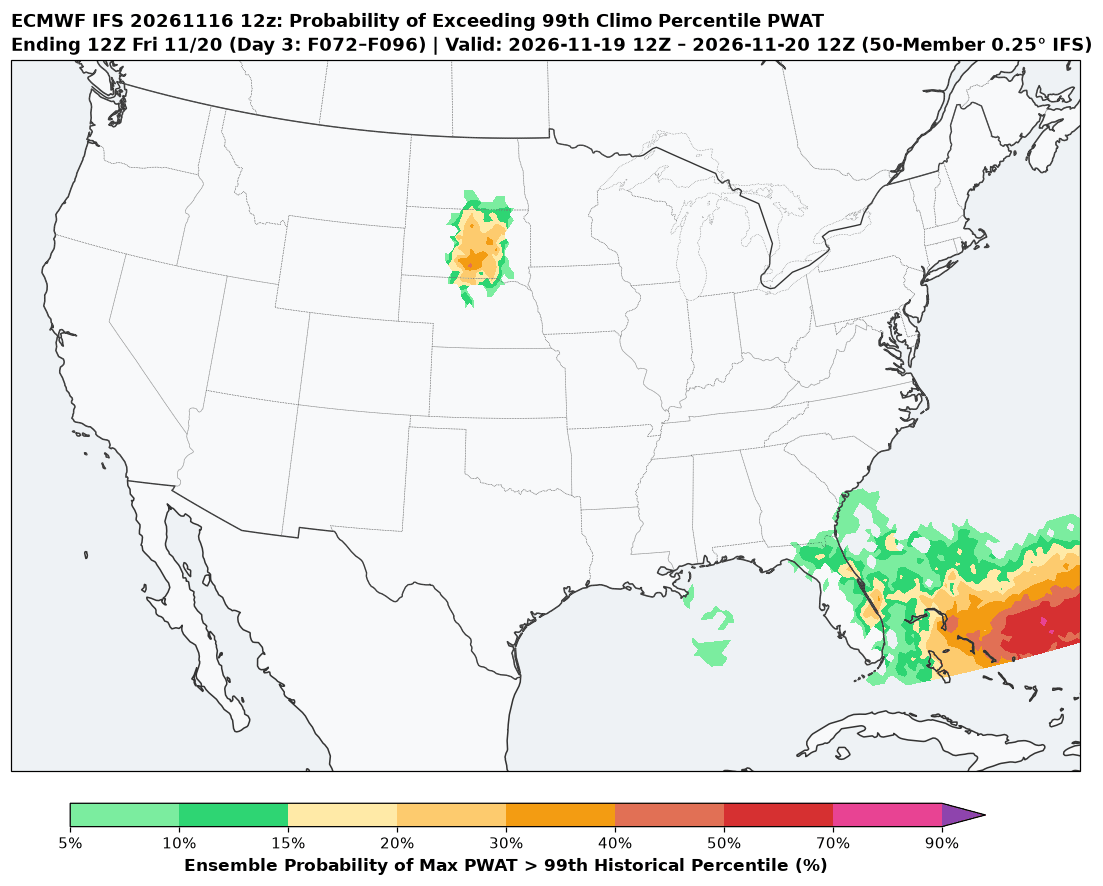 ECMWF IFS 20261116 12z: Probability of Exceeding 99th Climo Percentile PWAT
Ending 12Z Fri 11/20 (Day 3: F072–F096) | Valid: 2026-11-19 12Z – 2026-11-20 12Z (50-Member 0.25° IFS)
5% 10% 15% 20% 30% 40% 50% 70% 90%
Ensemble Probability of Max PWAT > 99th Historical Percentile (%)